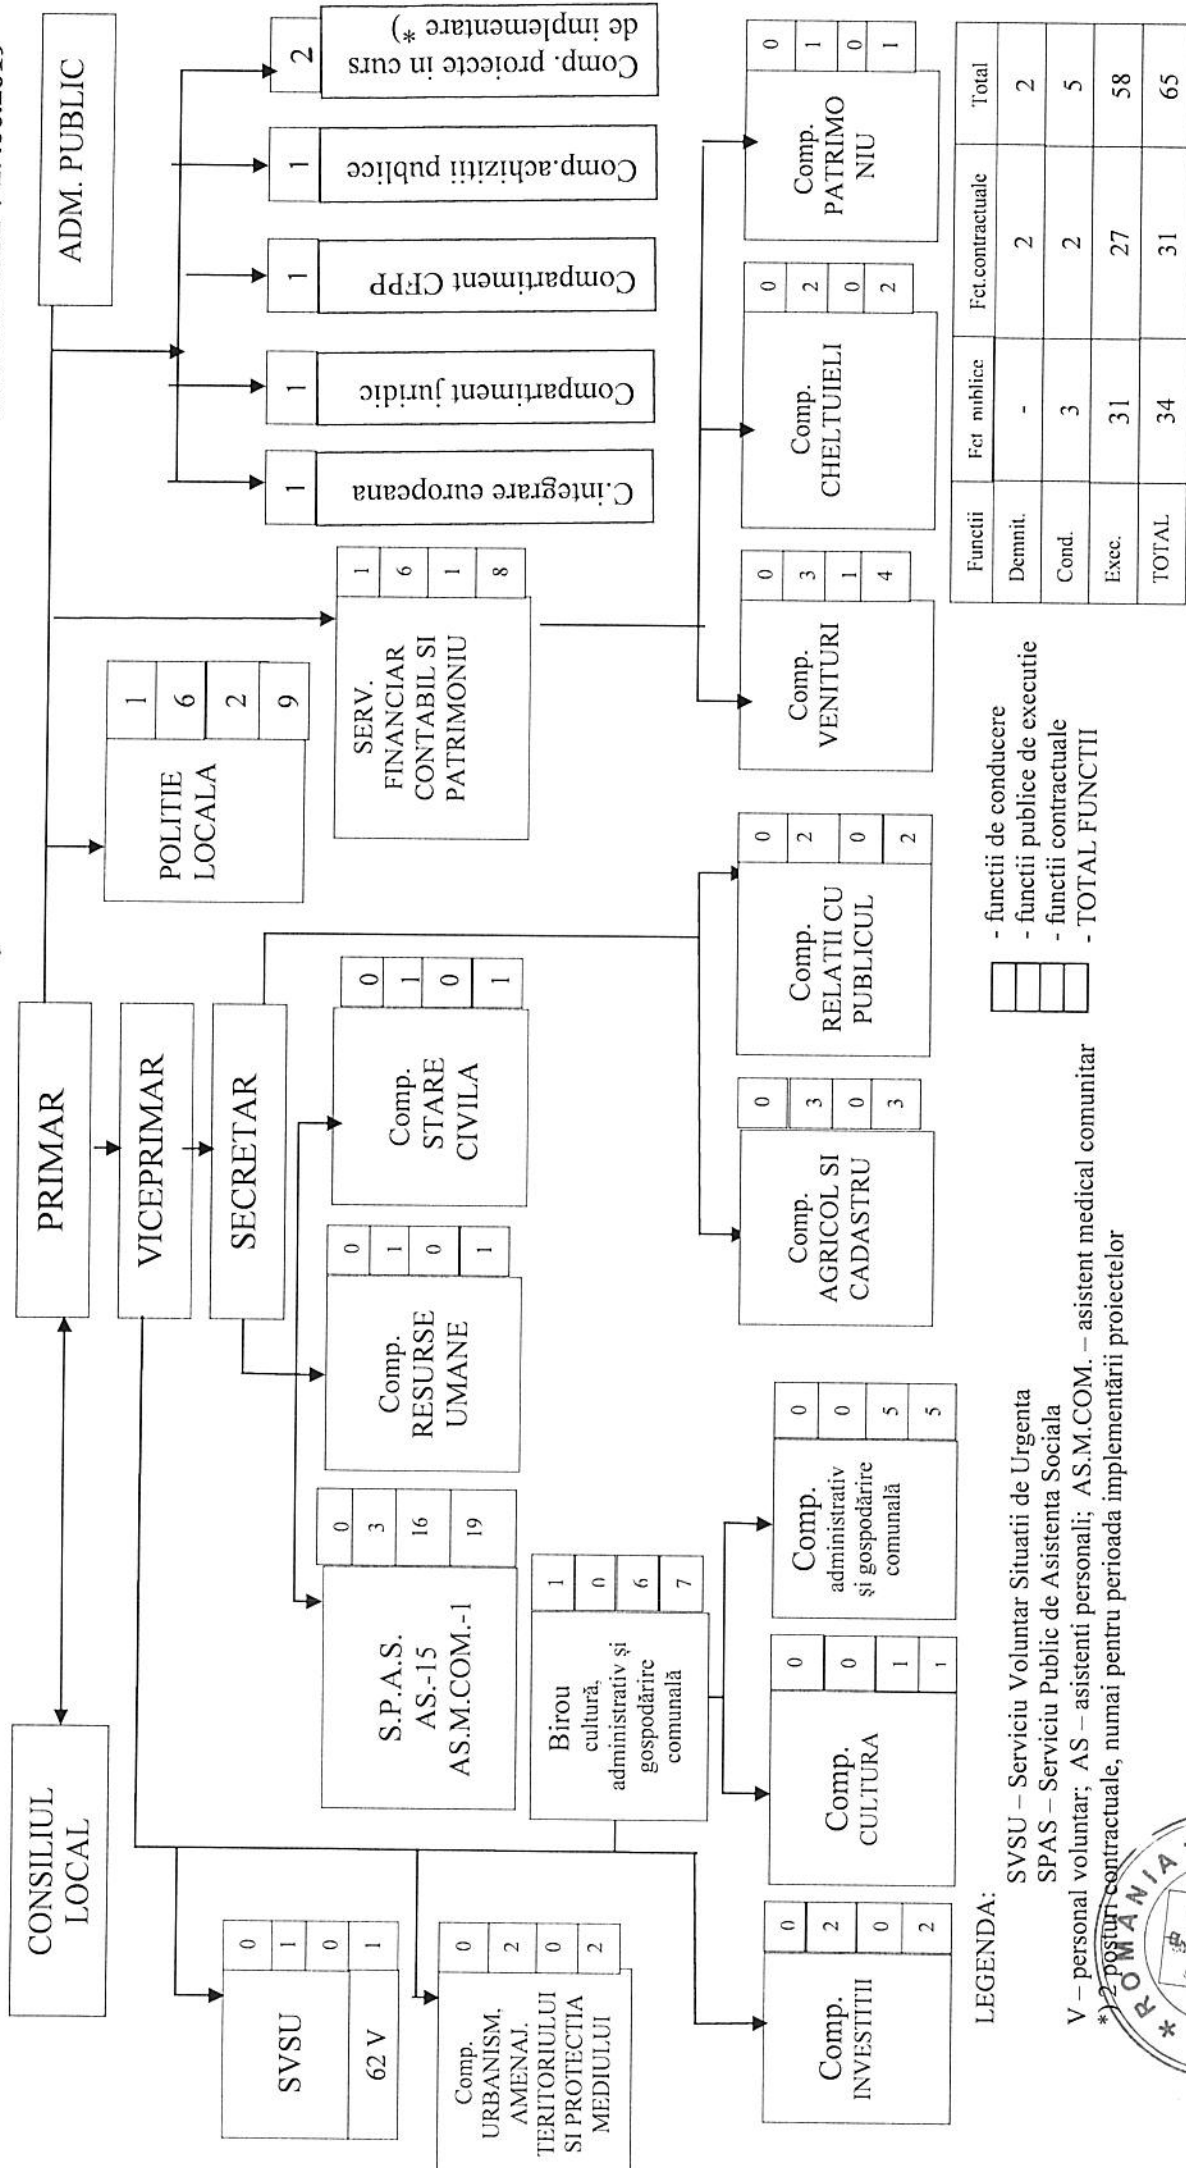 CONSILIUL
LOCAL
PRIMAR
VICEPRIMAR
SECRETAR
ADM. PUBLIC
POLITIE
LOCALA
1
6
2
9
SERV.
FINANCIAR
CONTABIL SI
PATRIMONIU
1
6
1
8
1
C.integrare europeana
1
Compartiment juridic
1
Compartiment CFPP
1
Comp.achizitii publice
2
Comp. proiecte in curs
de implementare *)
SVSU
62 V
0
1
0
1
Comp.
URBANISM,
AMENAJ.
TERITORIULUI
SI PROTECTIA
MEDIULUI
0
2
0
2
S.P.A.S.
AS.-15
AS.M.COM.-1
0
3
16
19
Comp.
RESURSE
UMANE
0
1
0
1
Comp.
STARE
CIVILA
0
1
0
1
Birou
cultură,
administrativ și
gospodărire
comunală
1
0
6
7
Comp.
INVESTITII
0
2
0
2
Comp.
CULTURA
0
0
1
1
Comp.
administrativ
și gospodărire
comunală
0
0
5
5
Comp.
AGRICOL SI
CADASTRU
0
3
0
3
Comp.
RELATII CU
PUBLICUL
0
2
0
2
Comp.
VENITURI
0
3
1
4
Comp.
CHELTUIELI
0
2
0
2
Comp.
PATRIMO
NIU
0
1
0
1
LEGENDA:
SVSU – Serviciu Voluntar Situatii de Urgenta
SPAS – Serviciu Public de Asistenta Sociala
V – personal voluntar; AS – asistenti personali; AS.M.COM. – asistent medical comunitar
*) 2 posturi contractuale, numai pentru perioada implementării proiectelor
- functii de conducere
- functii publice de executie
- functii contractuale
- TOTAL FUNCTII
Functii Fct publice Fct.contractuale Total
Demnit. - 2 2
Cond. 3 2 5
Exec. 31 27 58
TOTAL 34 31 65
* ROMANIA